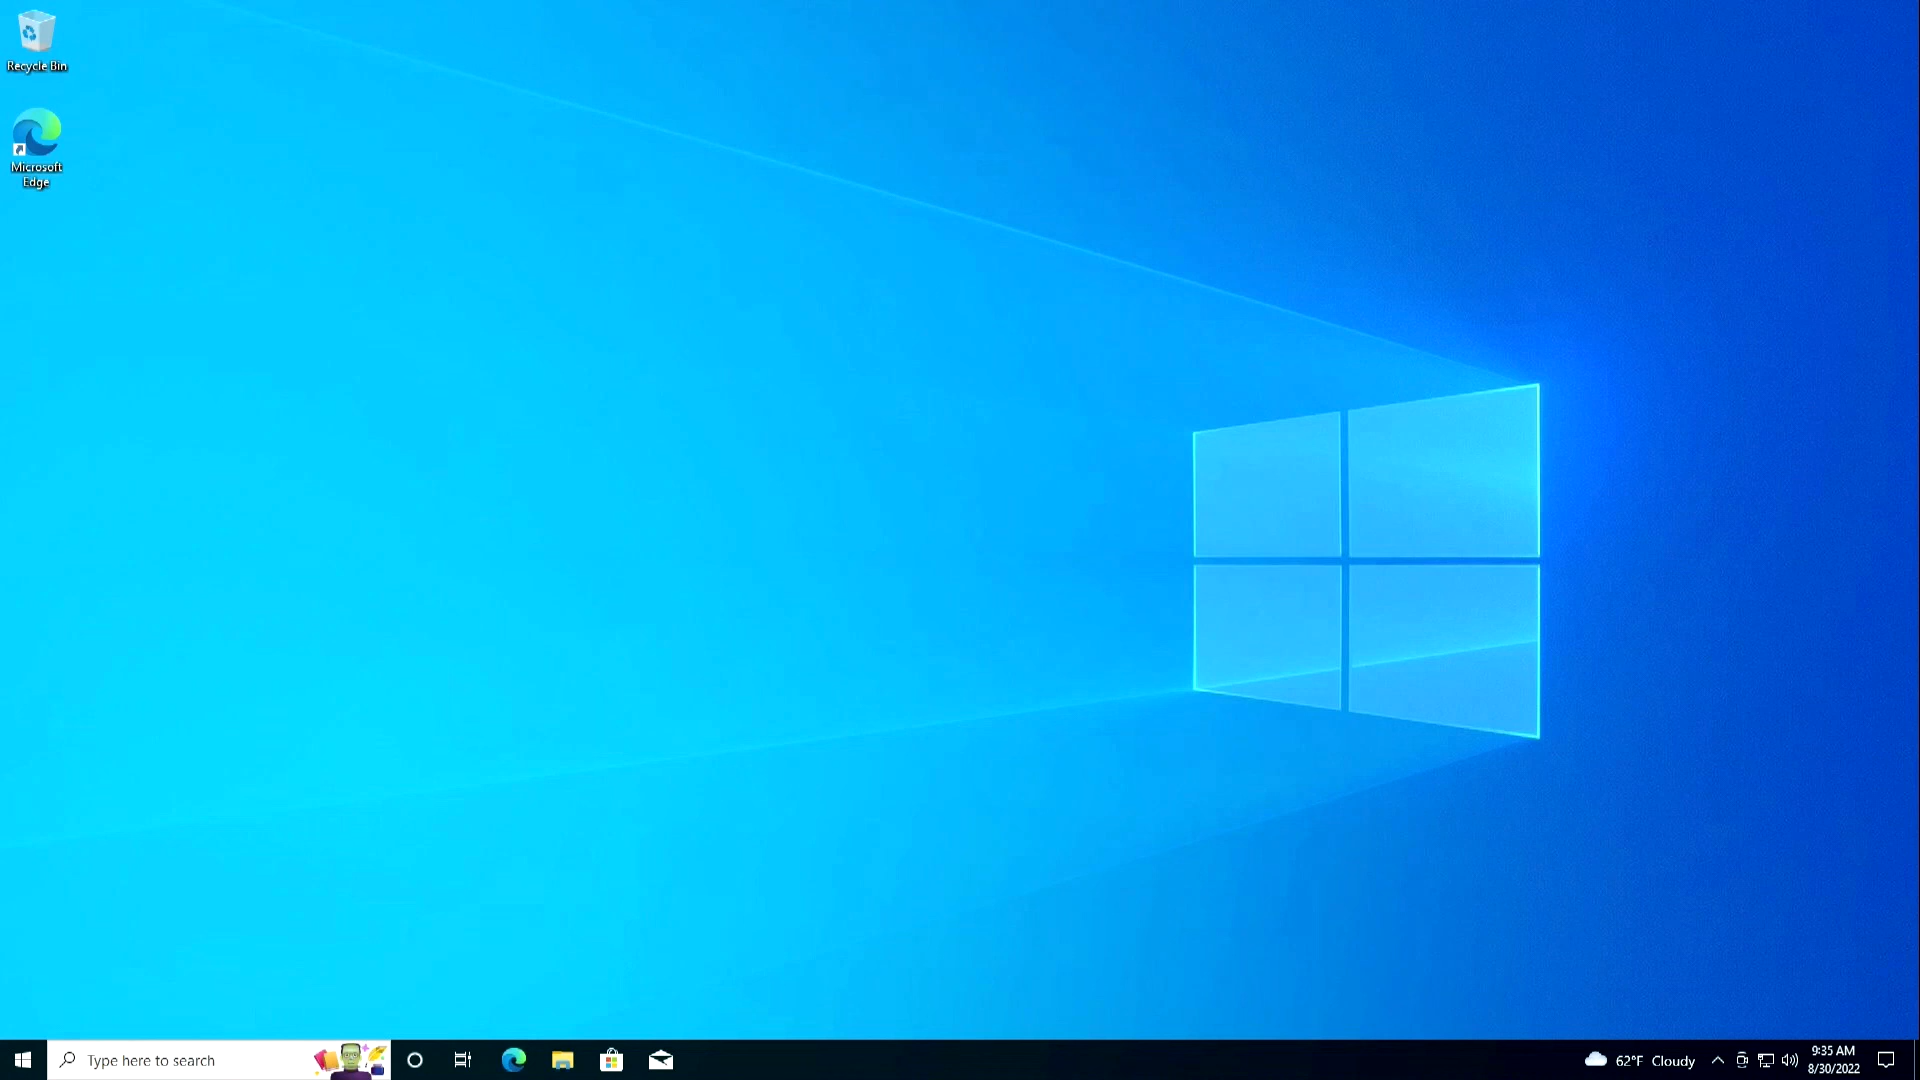 Recycle Bin
Microsoft
Edge
Type here to search
62°F Cloudy
9:35 AM
8/30/2022